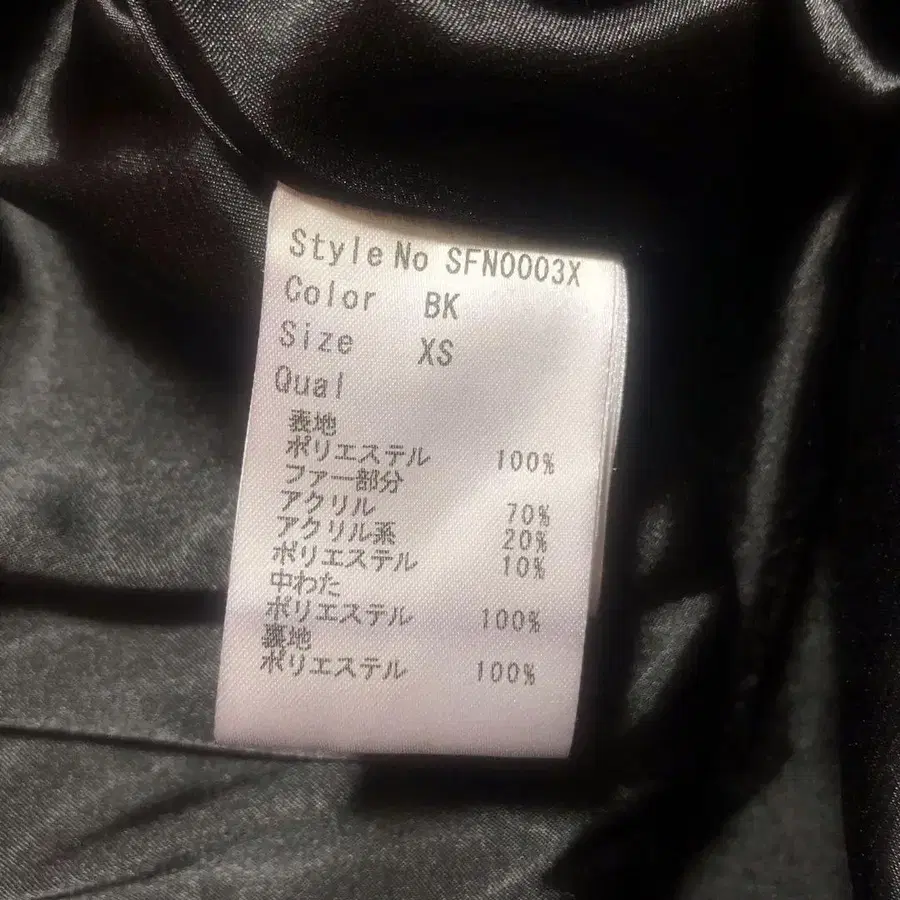 Style No SFN0003X
Color BK
Size XS
Qual
表地
ポリエステル 100%
ファー部分
アクリル 70%
アクリル系 20%
ポリエステル 10%
中わた
ポリエステル 100%
裏地
ポリエステル 100%